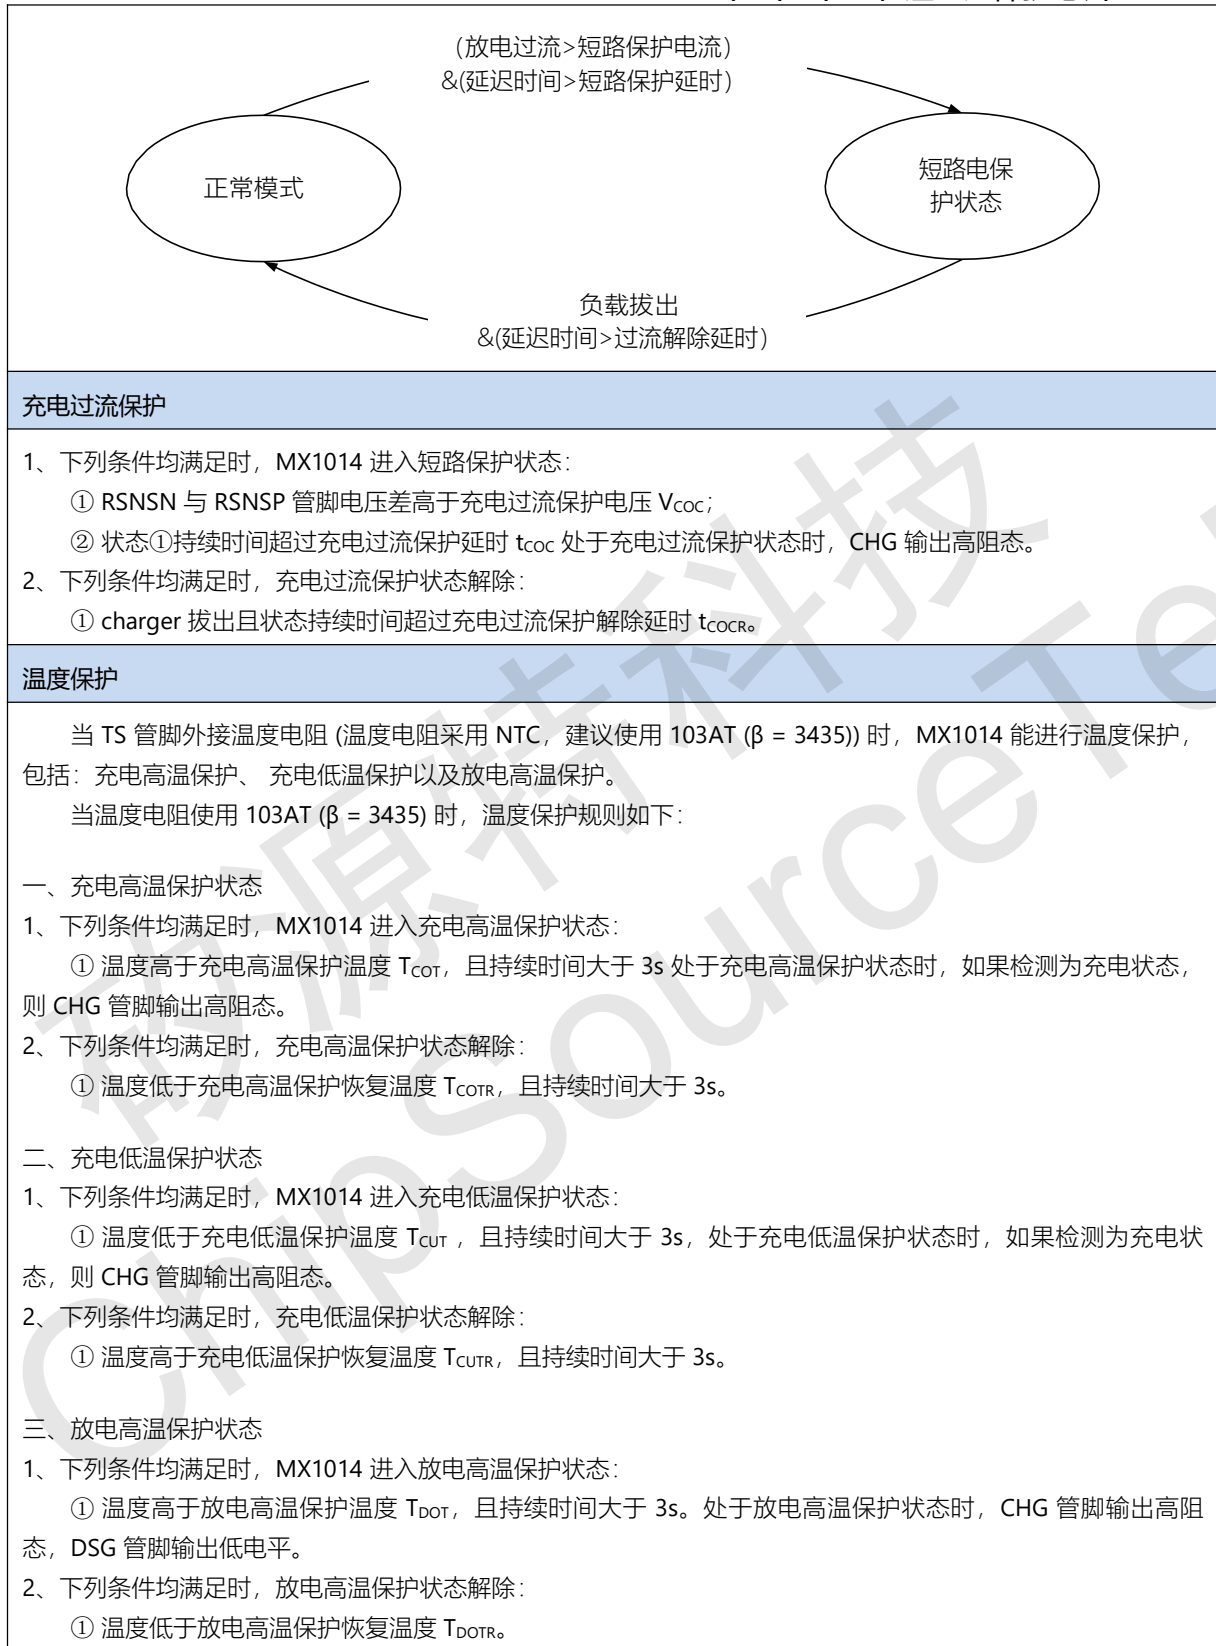 (放电过流>短路保护电流)
&(延迟时间>短路保护延时)
正常模式
短路电保
护状态
负载拔出
&(延迟时间>过流解除延时)
充电过流保护
1、下列条件均满足时，MX1014 进入短路保护状态：
① RSNSN 与 RSNSP 管脚电压差高于充电过流保护电压 VCOC；
② 状态①持续时间超过充电过流保护延时 tCOC 处于充电过流保护状态时，CHG 输出高阻态。
2、下列条件均满足时，充电过流保护状态解除：
① charger 拔出且状态持续时间超过充电过流保护解除延时 tCOCR。
温度保护
当 TS 管脚外接温度电阻 (温度电阻采用 NTC，建议使用 103AT (β = 3435)) 时，MX1014 能进行温度保护，
包括：充电高温保护、 充电低温保护以及放电高温保护。
当温度电阻使用 103AT (β = 3435) 时，温度保护规则如下：
一、充电高温保护状态
1、下列条件均满足时，MX1014 进入充电高温保护状态：
① 温度高于充电高温保护温度 TCOT，且持续时间大于 3s 处于充电高温保护状态时，如果检测为充电状态，
则 CHG 管脚输出高阻态。
2、下列条件均满足时，充电高温保护状态解除：
① 温度低于充电高温保护恢复温度 TCOTR，且持续时间大于 3s。
二、充电低温保护状态
1、下列条件均满足时，MX1014 进入充电低温保护状态：
① 温度低于充电低温保护温度 TCUT ，且持续时间大于 3s，处于充电低温保护状态时，如果检测为充电状
态，则 CHG 管脚输出高阻态。
2、下列条件均满足时，充电低温保护状态解除：
① 温度高于充电低温保护恢复温度 TCUTR，且持续时间大于 3s。
三、放电高温保护状态
1、下列条件均满足时，MX1014 进入放电高温保护状态：
① 温度高于放电高温保护温度 TDOT，且持续时间大于 3s。处于放电高温保护状态时，CHG 管脚输出高阻
态，DSG 管脚输出低电平。
2、下列条件均满足时，放电高温保护状态解除：
① 温度低于放电高温保护恢复温度 TDOTR。
矽源特科技
ChipSource Te